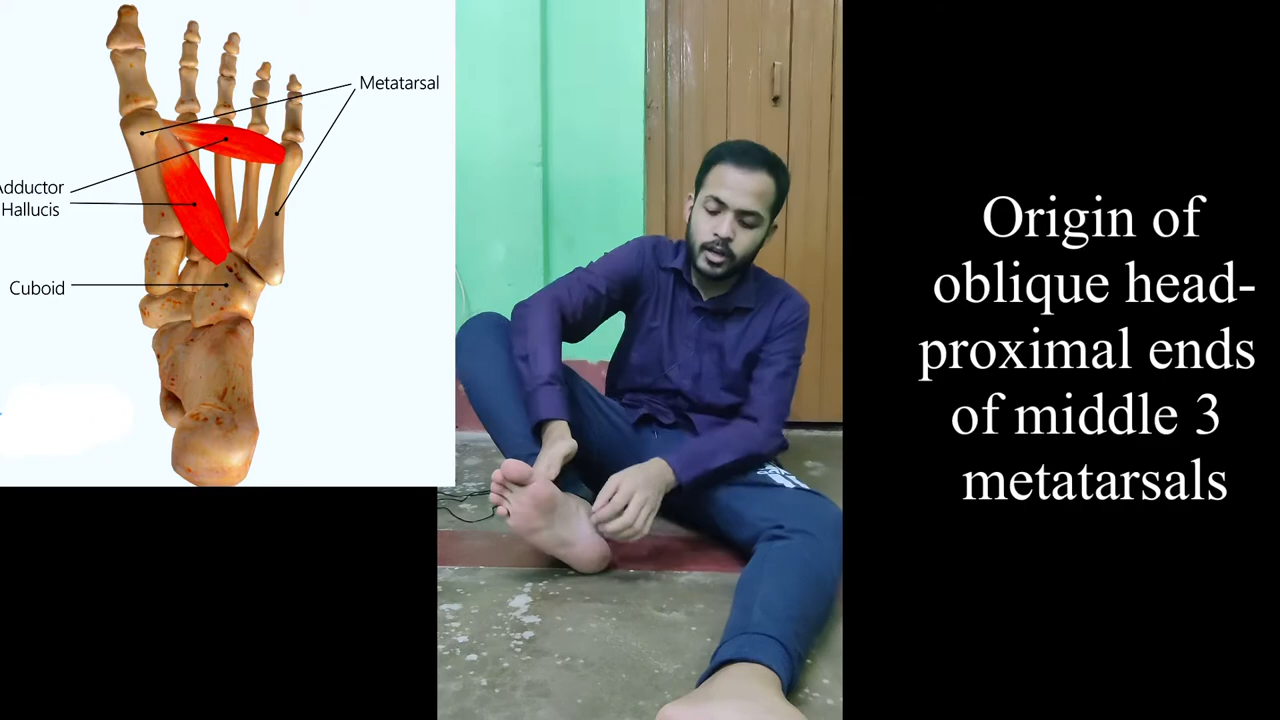 Metatarsal
Adductor
Hallucis
Cuboid
Origin of
oblique head-
proximal ends
of middle 3
metatarsals